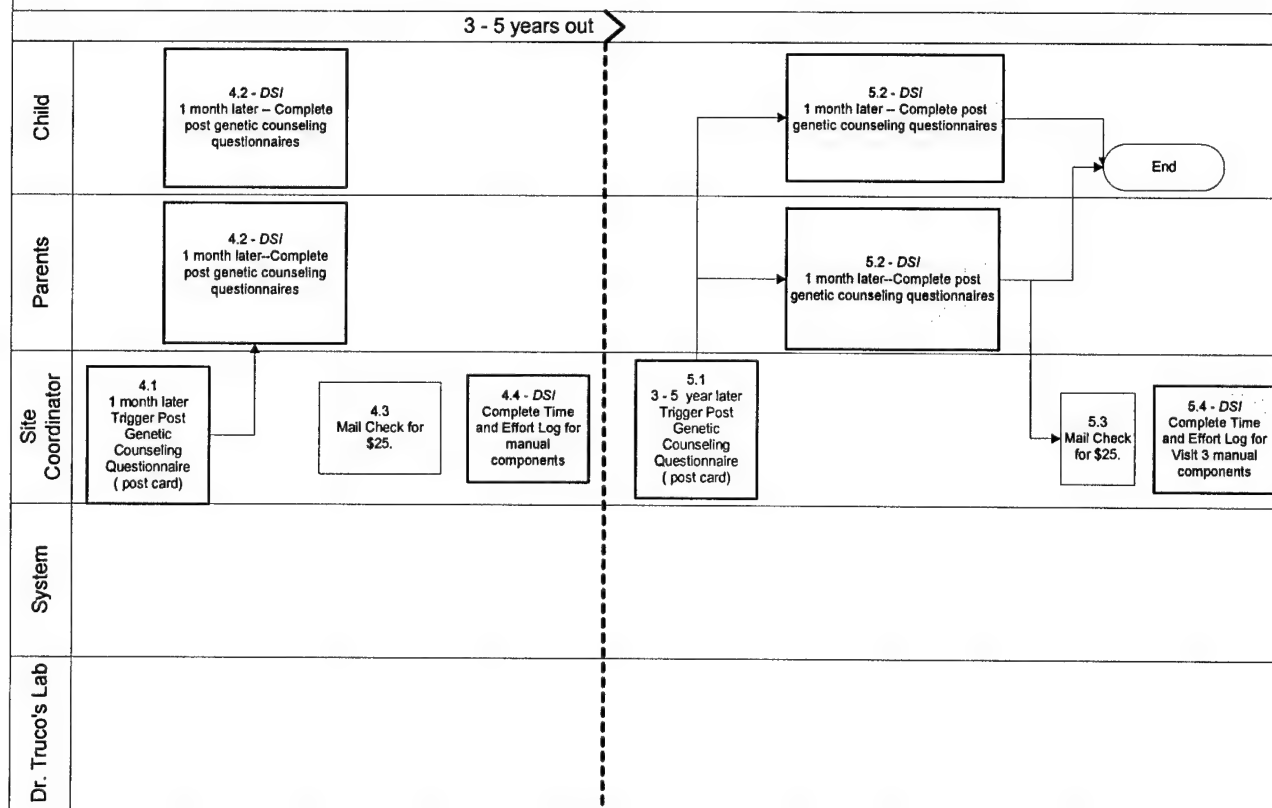 3 - 5 years out
Child
4.2 - DSI
1 month later -- Complete
post genetic counseling
questionnaires
5.2 - DSI
1 month later -- Complete post
genetic counseling questionnaires
End
Parents
4.2 - DSI
1 month later--Complete
post genetic counseling
questionnaires
5.2 - DSI
1 month later--Complete post
genetic counseling questionnaires
Site
Coordinator
4.1
1 month later
Trigger Post
Genetic
Counseling
Questionnaire
( post card)
4.3
Mail Check for
$25.
4.4 - DSI
Complete Time
and Effort Log for
manual
components
5.1
3 - 5 year later
Trigger Post
Genetic
Counseling
Questionnaire
( post card)
5.3
Mail Check
for $25.
5.4 - DSI
Complete Time
and Effort Log for
Visit 3 manual
components
System
Dr. Truco's Lab